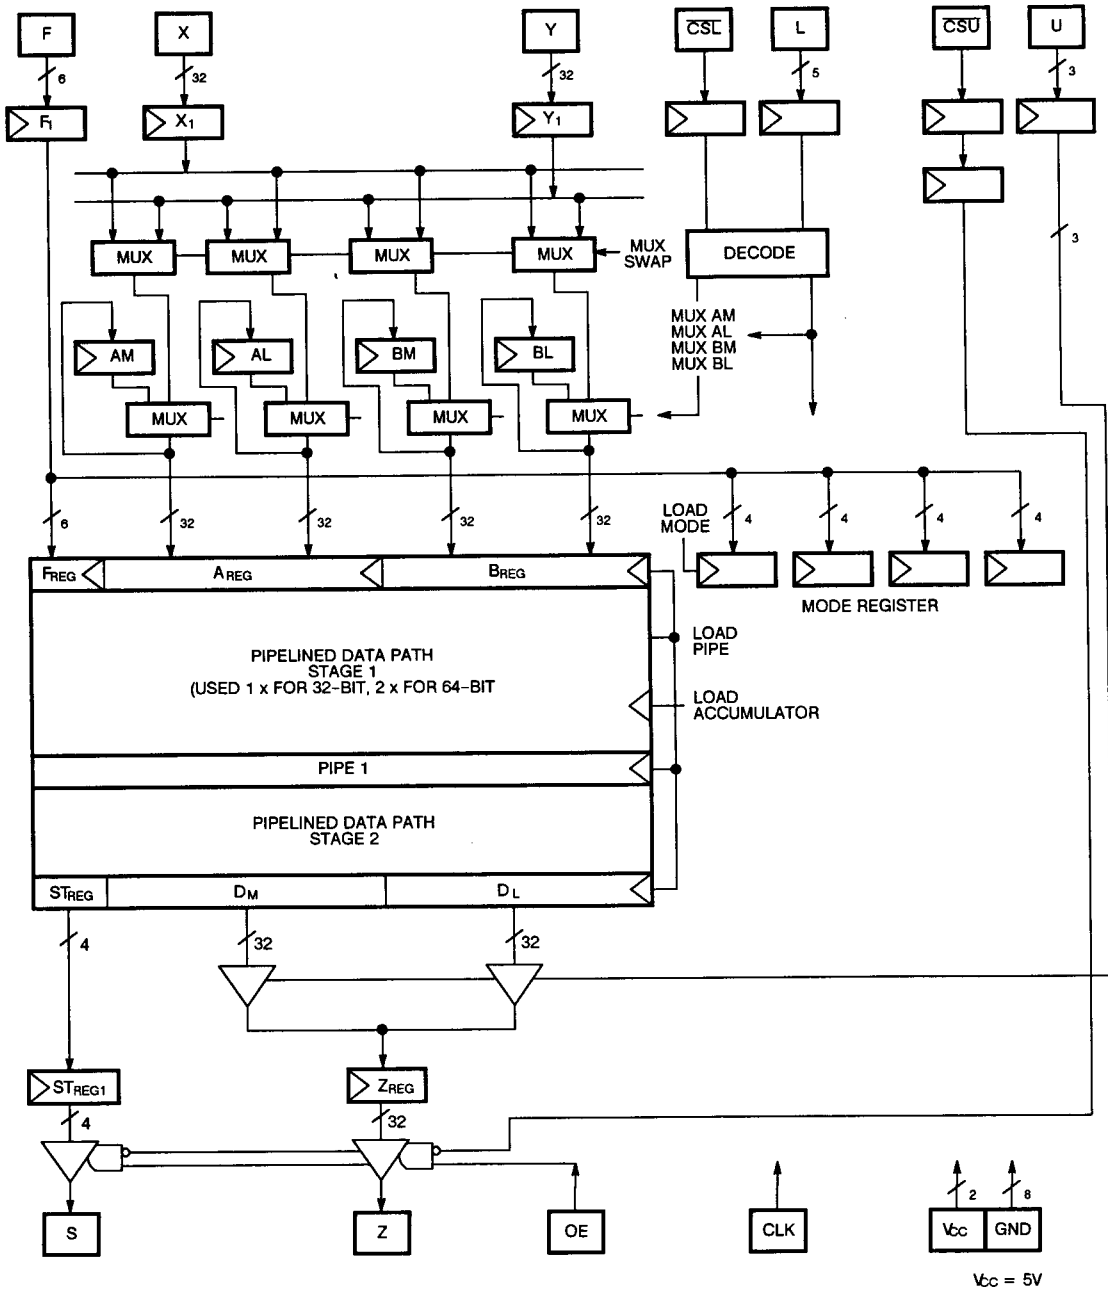 F
X
Y
C̅S̅L̅
L
C̅S̅U̅
U
6
32
32
5
3
F1
X1
Y1
3
MUX
MUX
MUX
MUX
MUX
SWAP
DECODE
MUX AM
MUX AL
MUX BM
MUX BL
AM
AL
BM
BL
MUX
MUX
MUX
MUX
6
32
32
32
32
LOAD
MODE
4
4
4
4
FREG
AREG
BREG
MODE REGISTER
PIPELINED DATA PATH
STAGE 1
(USED 1 x FOR 32-BIT, 2 x FOR 64-BIT
LOAD
PIPE
LOAD
ACCUMULATOR
PIPE 1
PIPELINED DATA PATH
STAGE 2
STREG
DM
DL
4
32
32
STREG1
ZREG
4
32
2
8
S
Z
OE
CLK
VCC
GND
VCC = 5V